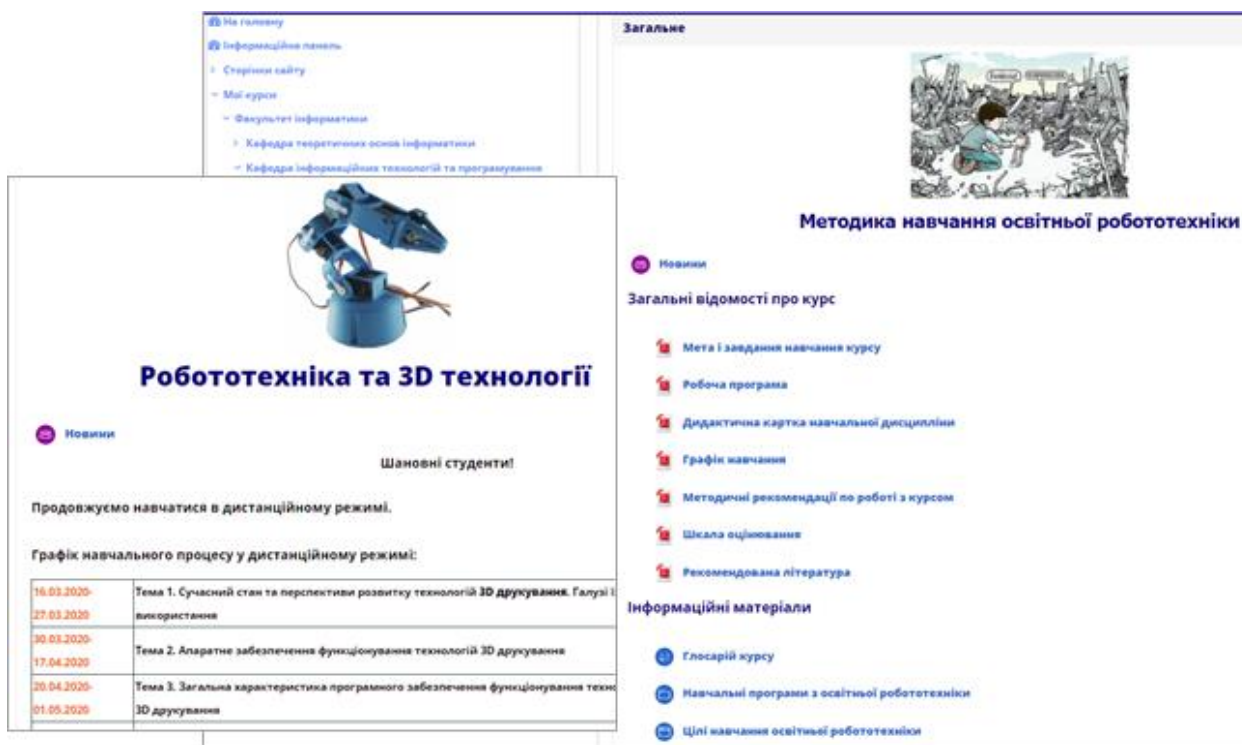 На головну
Інформаційна панель
Сторінки сайту
Мої курси
Факультет інформатики
Кафедра теоретичних основ інформатики
Кафедра інформаційних технологій та програмування
Робототехніка та 3D технології
Новини
Шановні студенти!
Продовжуємо навчатися в дистанційному режимі.
Графік навчального процесу у дистанційному режимі:
16.03.2020-
27.03.2020
Тема 1. Сучасний стан та перспективи розвитку технологій 3D друкування. Галузі ї
використання
30.03.2020-
17.04.2020
Тема 2. Апаратне забезпечення функціонування технологій 3D друкування
20.04.2020-
01.05.2020
Тема 3. Загальна характеристика програмного забезпечення функціонування техно
3D друкування
Загальне
Методика навчання освітньої робототехніки
Новини
Загальні відомості про курс
Мета і завдання навчання курсу
Робоча програма
Дидактична картка навчальної дисципліни
Графік навчання
Методичні рекомендації по роботі з курсом
Шкала оцінювання
Рекомендована література
Інформаційні матеріали
Глосарій курсу
Навчальні програми з освітньої робототехніки
Цілі навчання освітньої робототехніки